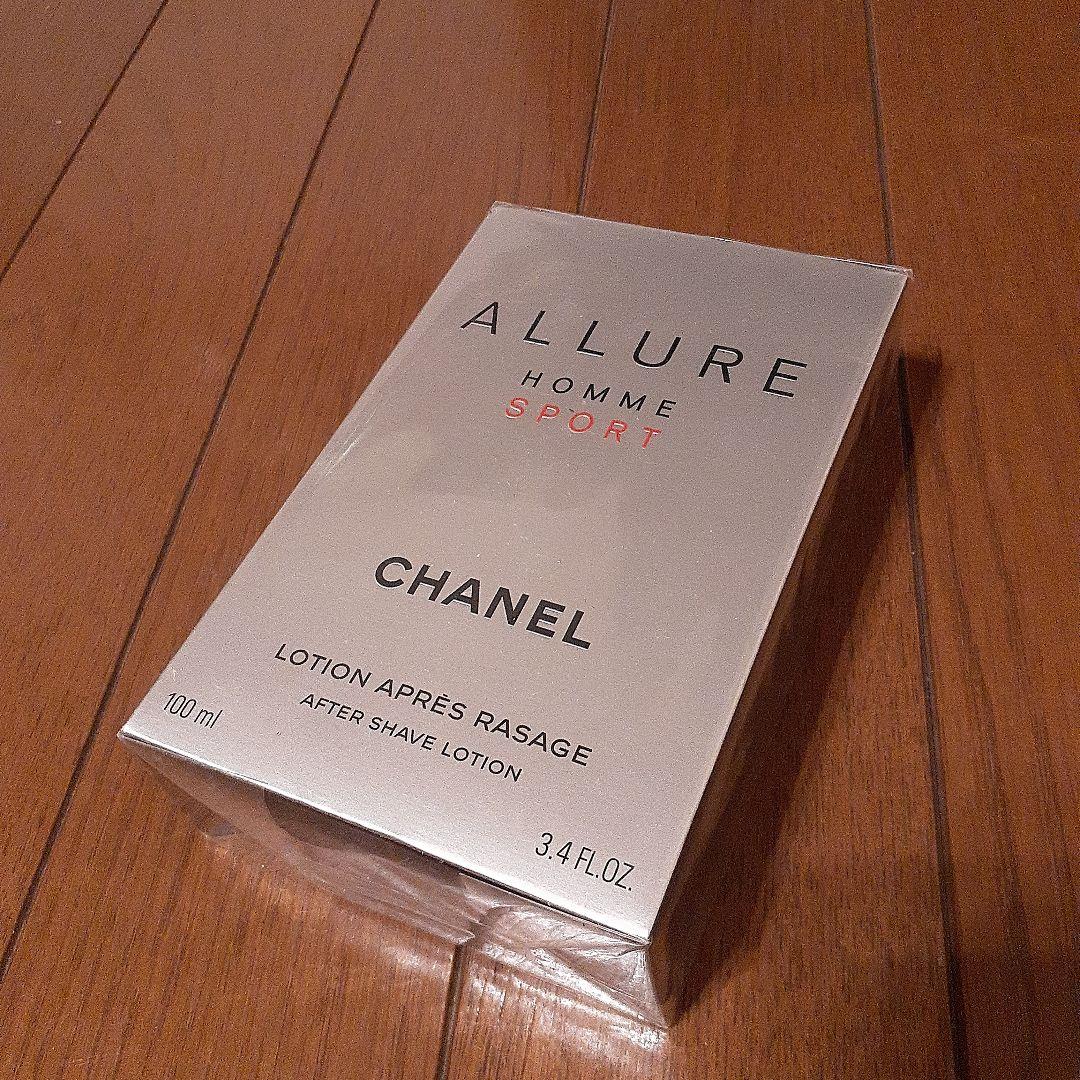 ALLURE
HOMME
SPORT
CHANEL
LOTION APRÈS RASAGE
AFTER SHAVE LOTION
100 ml
3.4 FL.OZ.